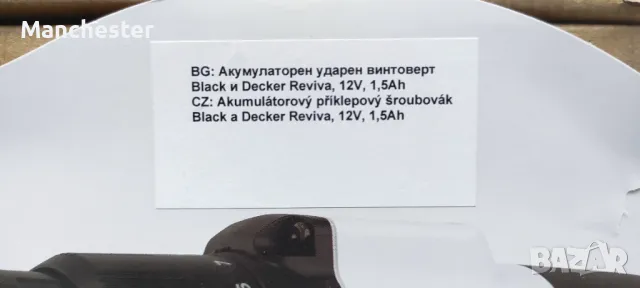 Manchester
BG: Акумулаторен ударен винтоверт
Black и Decker Reviva, 12V, 1,5Ah
CZ: Akumulátorový příklepový šroubovák
Black a Decker Reviva, 12V, 1,5Ah
BAZAR